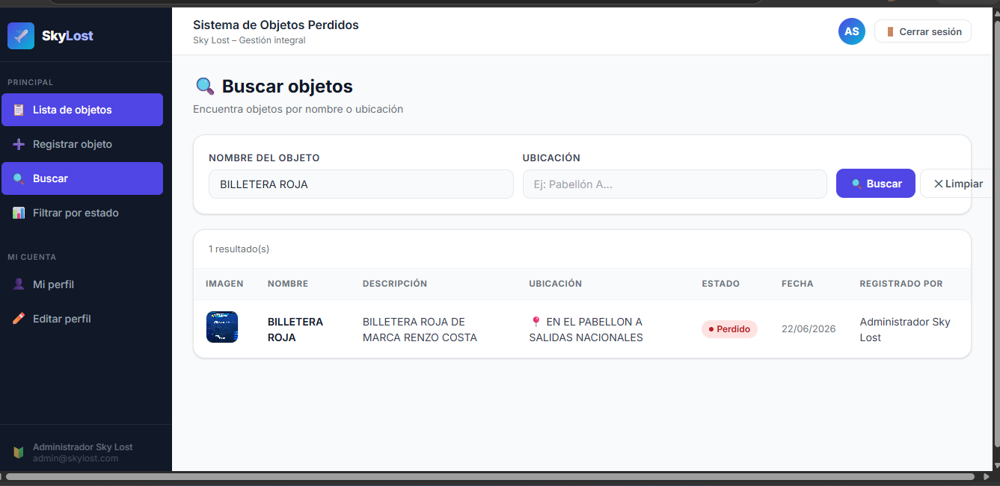 SkyLost
PRINCIPAL
Lista de objetos
Registrar objeto
Buscar
Filtrar por estado
MI CUENTA
Mi perfil
Editar perfil
Administrador Sky Lost
admin@skylost.com
Sistema de Objetos Perdidos
Sky Lost – Gestión integral
AS
Cerrar sesión
Buscar objetos
Encuentra objetos por nombre o ubicación
NOMBRE DEL OBJETO
BILLETERA ROJA
UBICACIÓN
Ej: Pabellón A...
Buscar
Limpiar
1 resultado(s)
IMAGEN NOMBRE DESCRIPCIÓN UBICACIÓN ESTADO FECHA REGISTRADO POR
BILLETERA
ROJA
BILLETERA ROJA DE
MARCA RENZO COSTA
EN EL PABELLON A
SALIDAS NACIONALES
Perdido
22/06/2026
Administrador Sky
Lost